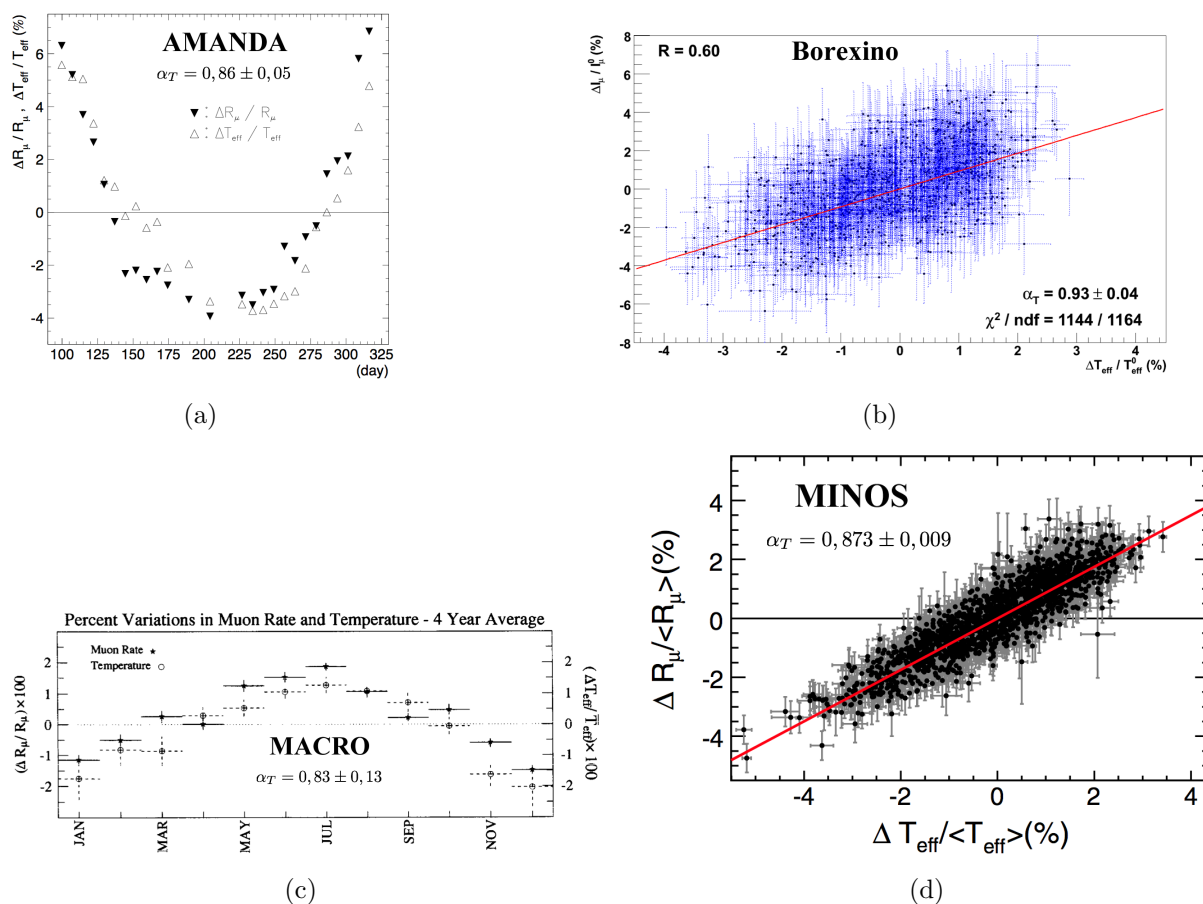 AMANDA
α_T = 0,86 ± 0,05
▼ : ΔR_μ / R_μ
△ : ΔT_eff / T_eff
ΔR_μ / R_μ , ΔT_eff / T_eff (%)
6
4
2
0
-2
-4
100 125 150 175 200 225 250 275 300 325
(day)
(a)
R = 0.60
Borexino
ΔI_μ / I_μ^0 (%)
8
6
4
2
0
-2
-4
-6
-8
α_T = 0.93 ± 0.04
χ² / ndf = 1144 / 1164
-4 -3 -2 -1 0 1 2 3 4
ΔT_eff / T_eff^0 (%)
(b)
Percent Variations in Muon Rate and Temperature - 4 Year Average
Muon Rate ★
Temperature ○
(Δ R_μ / R̄_μ) × 100
2
1
0
-1
-2
2
1
0
-1
-2
(ΔT_eff/T̄_eff)× 100
MACRO
α_T = 0,83 ± 0,13
JAN MAR MAY JUL SEP NOV
(c)
MINOS
α_T = 0,873 ± 0,009
Δ R_μ/<R_μ>(%)
4
2
0
-2
-4
-4 -2 0 2 4
Δ T_eff/<T_eff>(%)
(d)